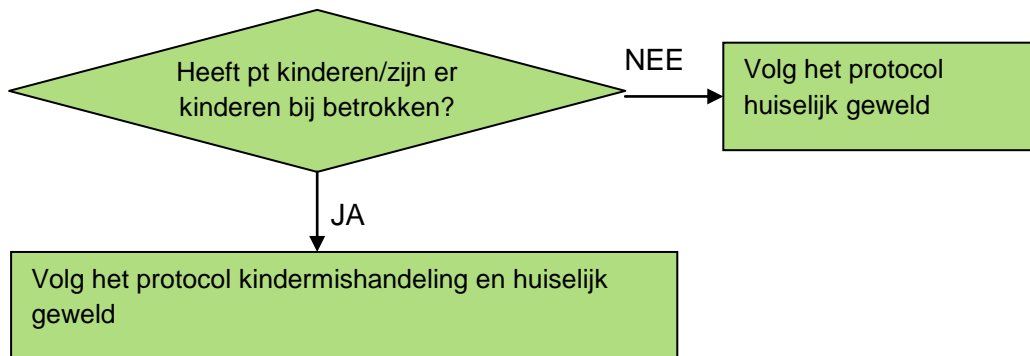 Heeft pt kinderen/zijn er
kinderen bij betrokken?
NEE
Volg het protocol
huiselijk geweld
JA
Volg het protocol kindermishandeling en huiselijk
geweld